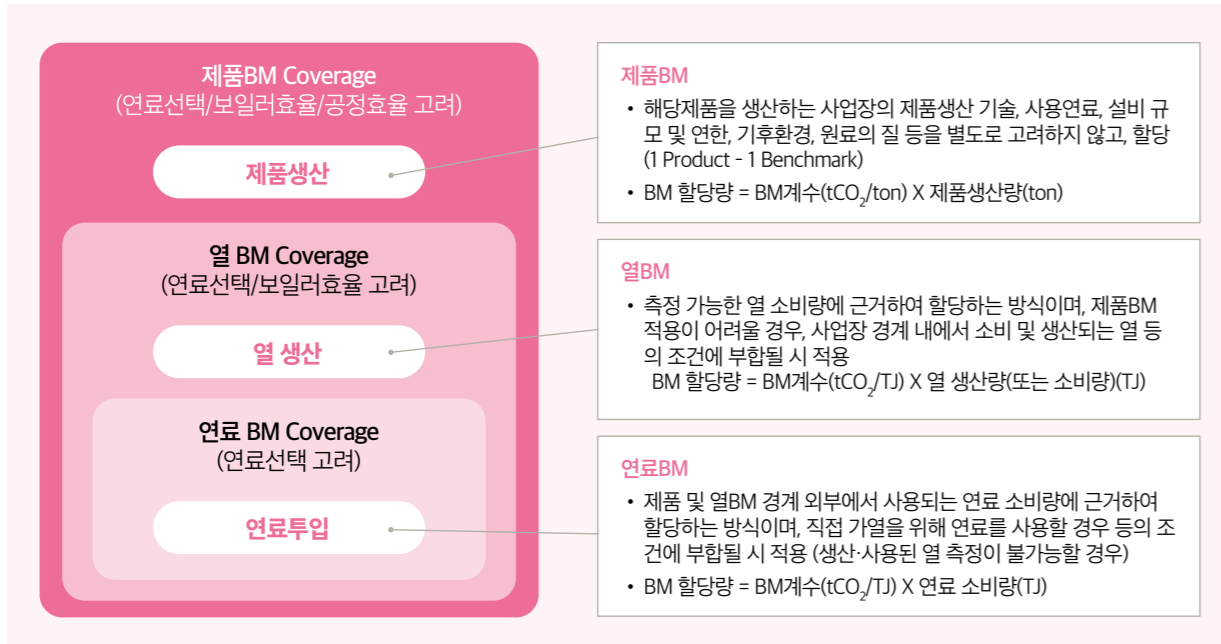 제품BM Coverage
(연료선택/보일러효율/공정효율 고려)
제품생산
열 BM Coverage
(연료선택/보일러효율 고려)
열 생산
연료 BM Coverage
(연료선택 고려)
연료투입
제품BM
• 해당제품을 생산하는 사업장의 제품생산 기술, 사용연료, 설비 규
모 및 연한, 기후환경, 원료의 질 등을 별도로 고려하지 않고, 할당
(1 Product - 1 Benchmark)
• BM 할당량 = BM계수(tCO₂/ton) X 제품생산량(ton)
열BM
• 측정 가능한 열 소비량에 근거하여 할당하는 방식이며, 제품BM
적용이 어려울 경우, 사업장 경계 내에서 소비 및 생산되는 열 등
의 조건에 부합될 시 적용
BM 할당량 = BM계수(tCO₂/TJ) X 열 생산량(또는 소비량)(TJ)
연료BM
• 제품 및 열BM 경계 외부에서 사용되는 연료 소비량에 근거하여
할당하는 방식이며, 직접 가열을 위해 연료를 사용할 경우 등의 조
건에 부합될 시 적용 (생산·사용된 열 측정이 불가능할 경우)
• BM 할당량 = BM계수(tCO₂/TJ) X 연료 소비량(TJ)